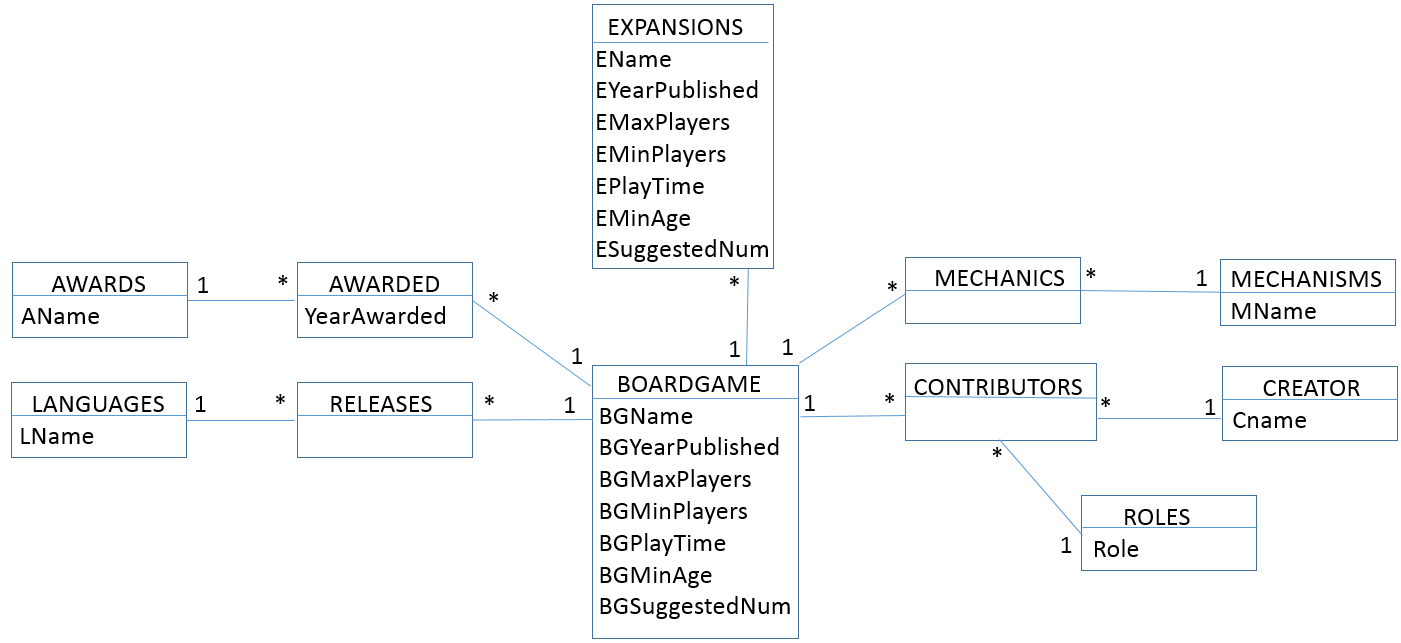 EXPANSIONS
EName
EYearPublished
EMaxPlayers
EMinPlayers
EPlayTime
EMinAge
ESuggestedNum
*
1
AWARDS
AName
1
*
AWARDED
YearAwarded
*
1
LANGUAGES
LName
1
*
RELEASES
*
1
BOARDGAME
BGName
BGYearPublished
BGMaxPlayers
BGMinPlayers
BGPlayTime
BGMinAge
BGSuggestedNum
1
*
MECHANICS
*
1
MECHANISMS
MName
1
*
CONTRIBUTORS
*
1
CREATOR
Cname
*
1
ROLES
Role